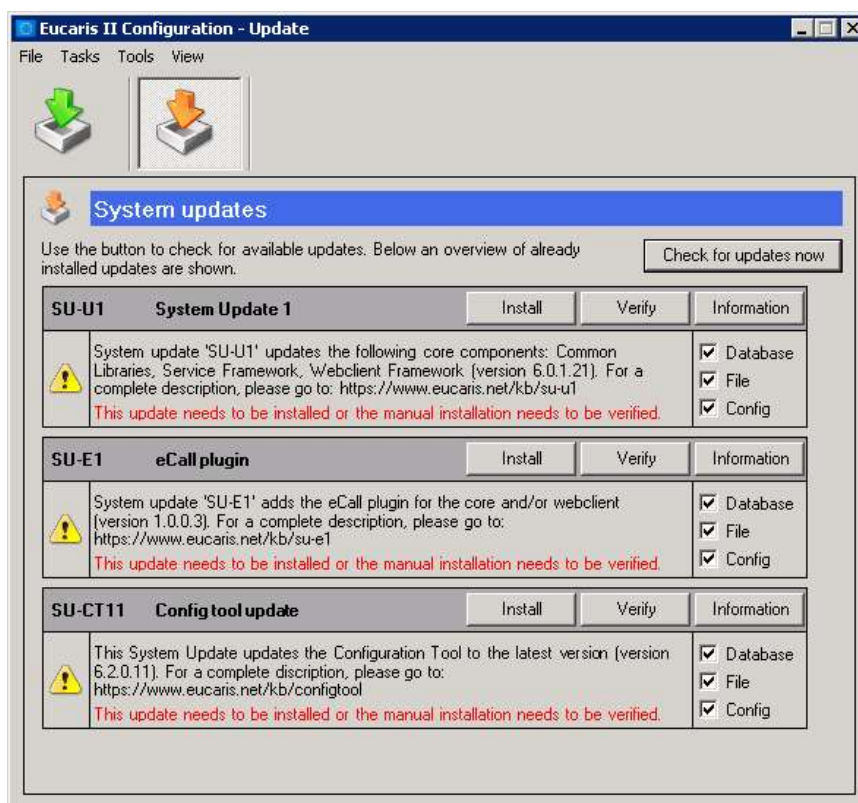 Eucaris II Configuration - Update
File Tasks Tools View
System updates
Use the button to check for available updates. Below an overview of already
installed updates are shown.
Check for updates now
SU-U1 System Update 1 Install Verify Information
System update 'SU-U1' updates the following core components: Common
Libraries, Service Framework, Webclient Framework (version 6.0.1.21). For a
complete description, please go to: https://www.eucaris.net/kb/su-u1
This update needs to be installed or the manual installation needs to be verified.
Database
File
Config
SU-E1 eCall plugin Install Verify Information
System update 'SU-E1' adds the eCall plugin for the core and/or webclient
(version 1.0.0.3). For a complete description, please go to:
https://www.eucaris.net/kb/su-e1
This update needs to be installed or the manual installation needs to be verified.
Database
File
Config
SU-CT11 Config tool update Install Verify Information
This System Update updates the Configuration Tool to the latest version (version
6.2.0.11). For a complete discription, please go to:
https://www.eucaris.net/kb/configtool
This update needs to be installed or the manual installation needs to be verified.
Database
File
Config